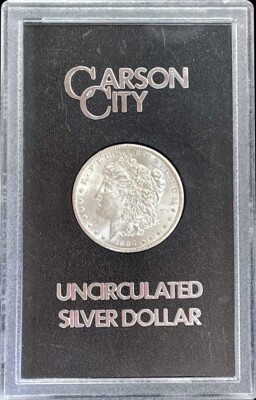 CARSON
CITY
UNCIRCULATED
SILVER DOLLAR